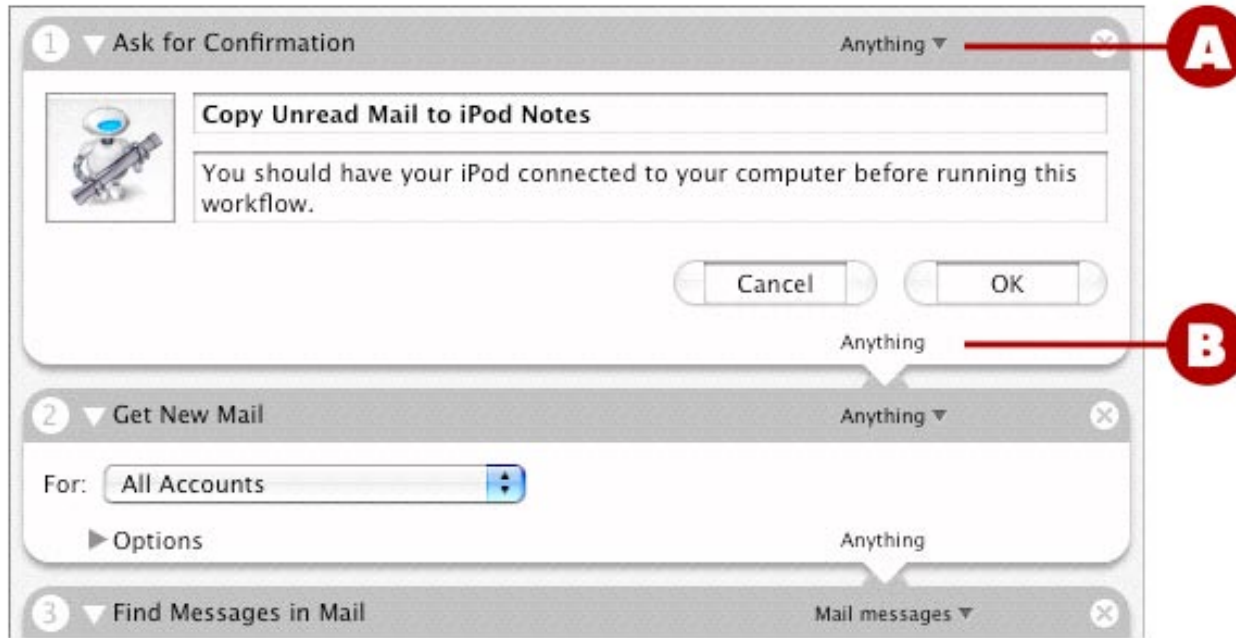 1 Ask for Confirmation Anything A
Copy Unread Mail to iPod Notes
You should have your iPod connected to your computer before running this
workflow.
Cancel OK
Anything B
2 Get New Mail Anything
For: All Accounts
Options Anything
3 Find Messages in Mail Mail messages